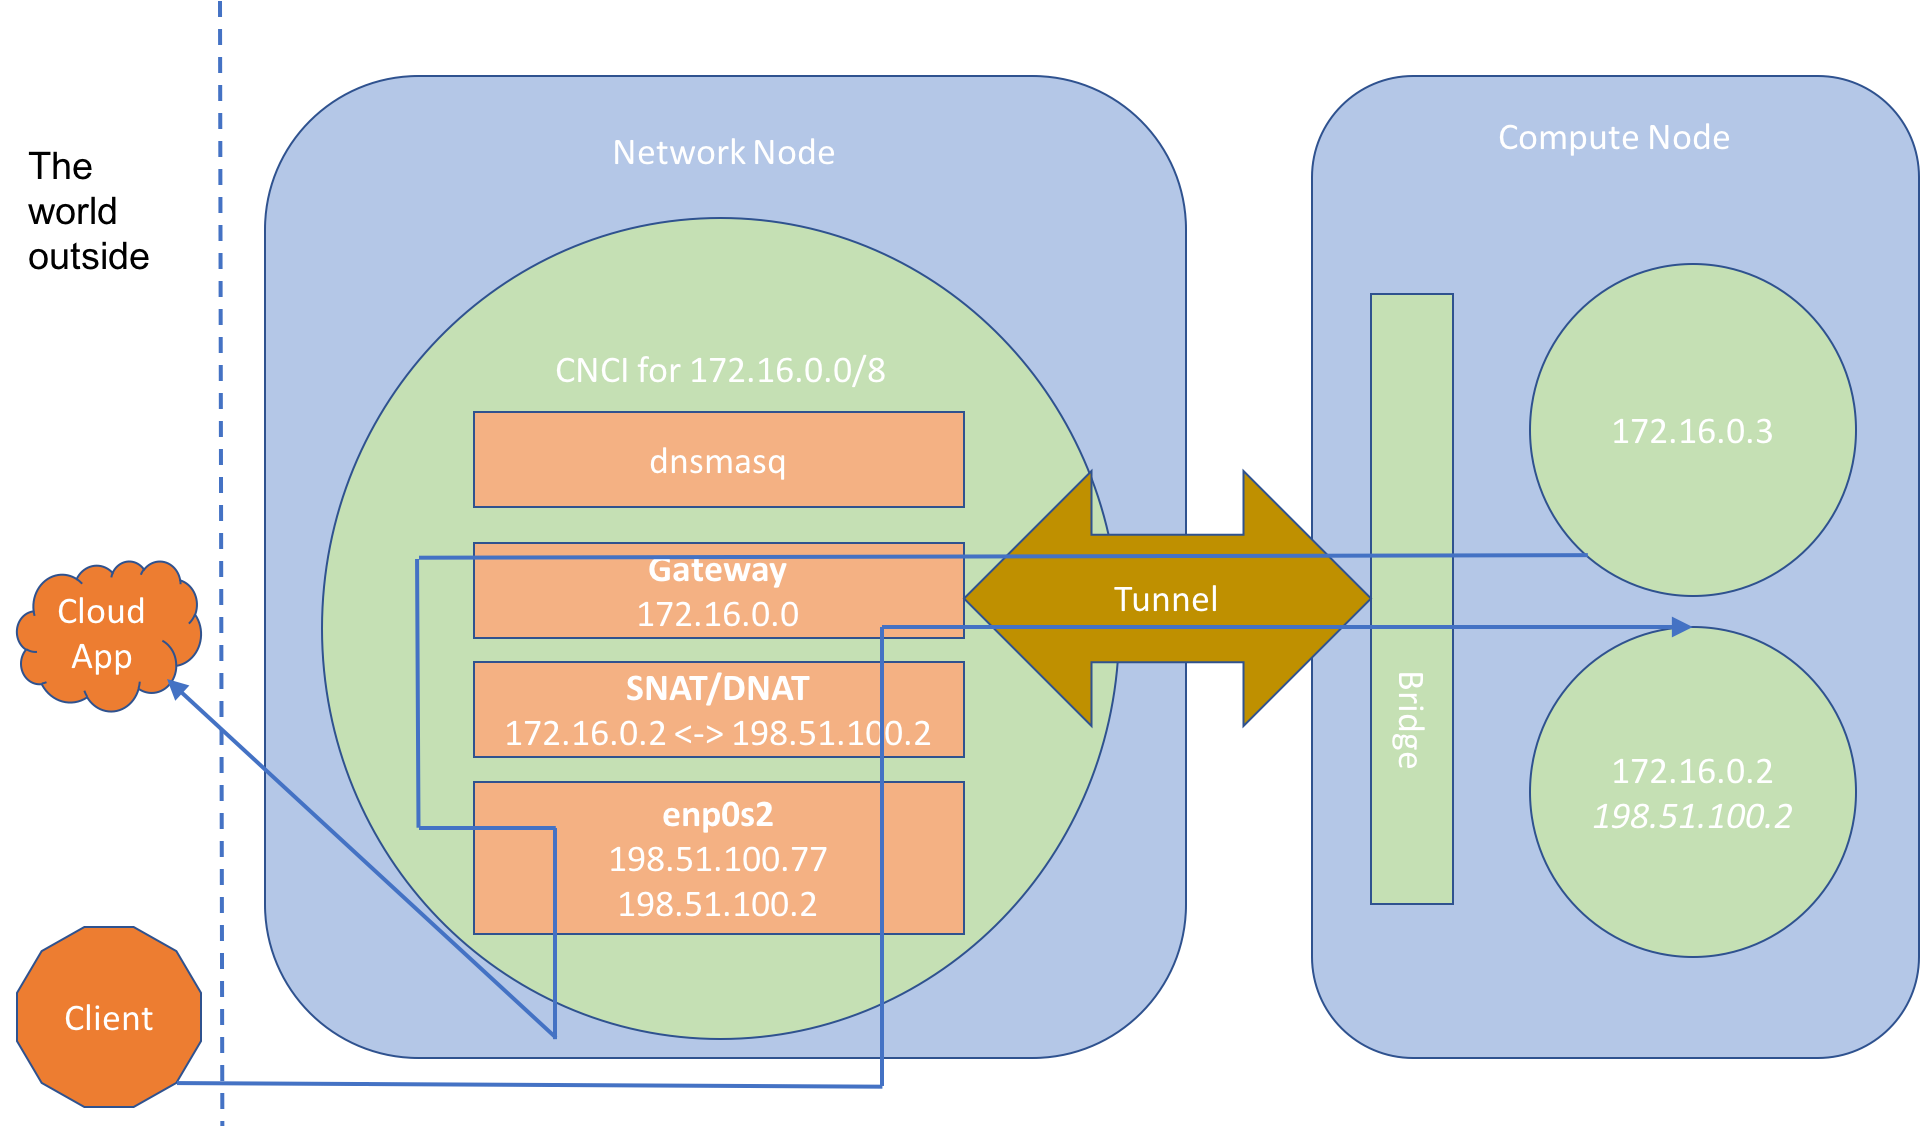 The
world
outside
Network Node
CNCI for 172.16.0.0/8
dnsmasq
Gateway
172.16.0.0
SNAT/DNAT
172.16.0.2 <-> 198.51.100.2
enp0s2
198.51.100.77
198.51.100.2
Tunnel
Compute Node
Bridge
172.16.0.3
172.16.0.2
198.51.100.2
Cloud
App
Client